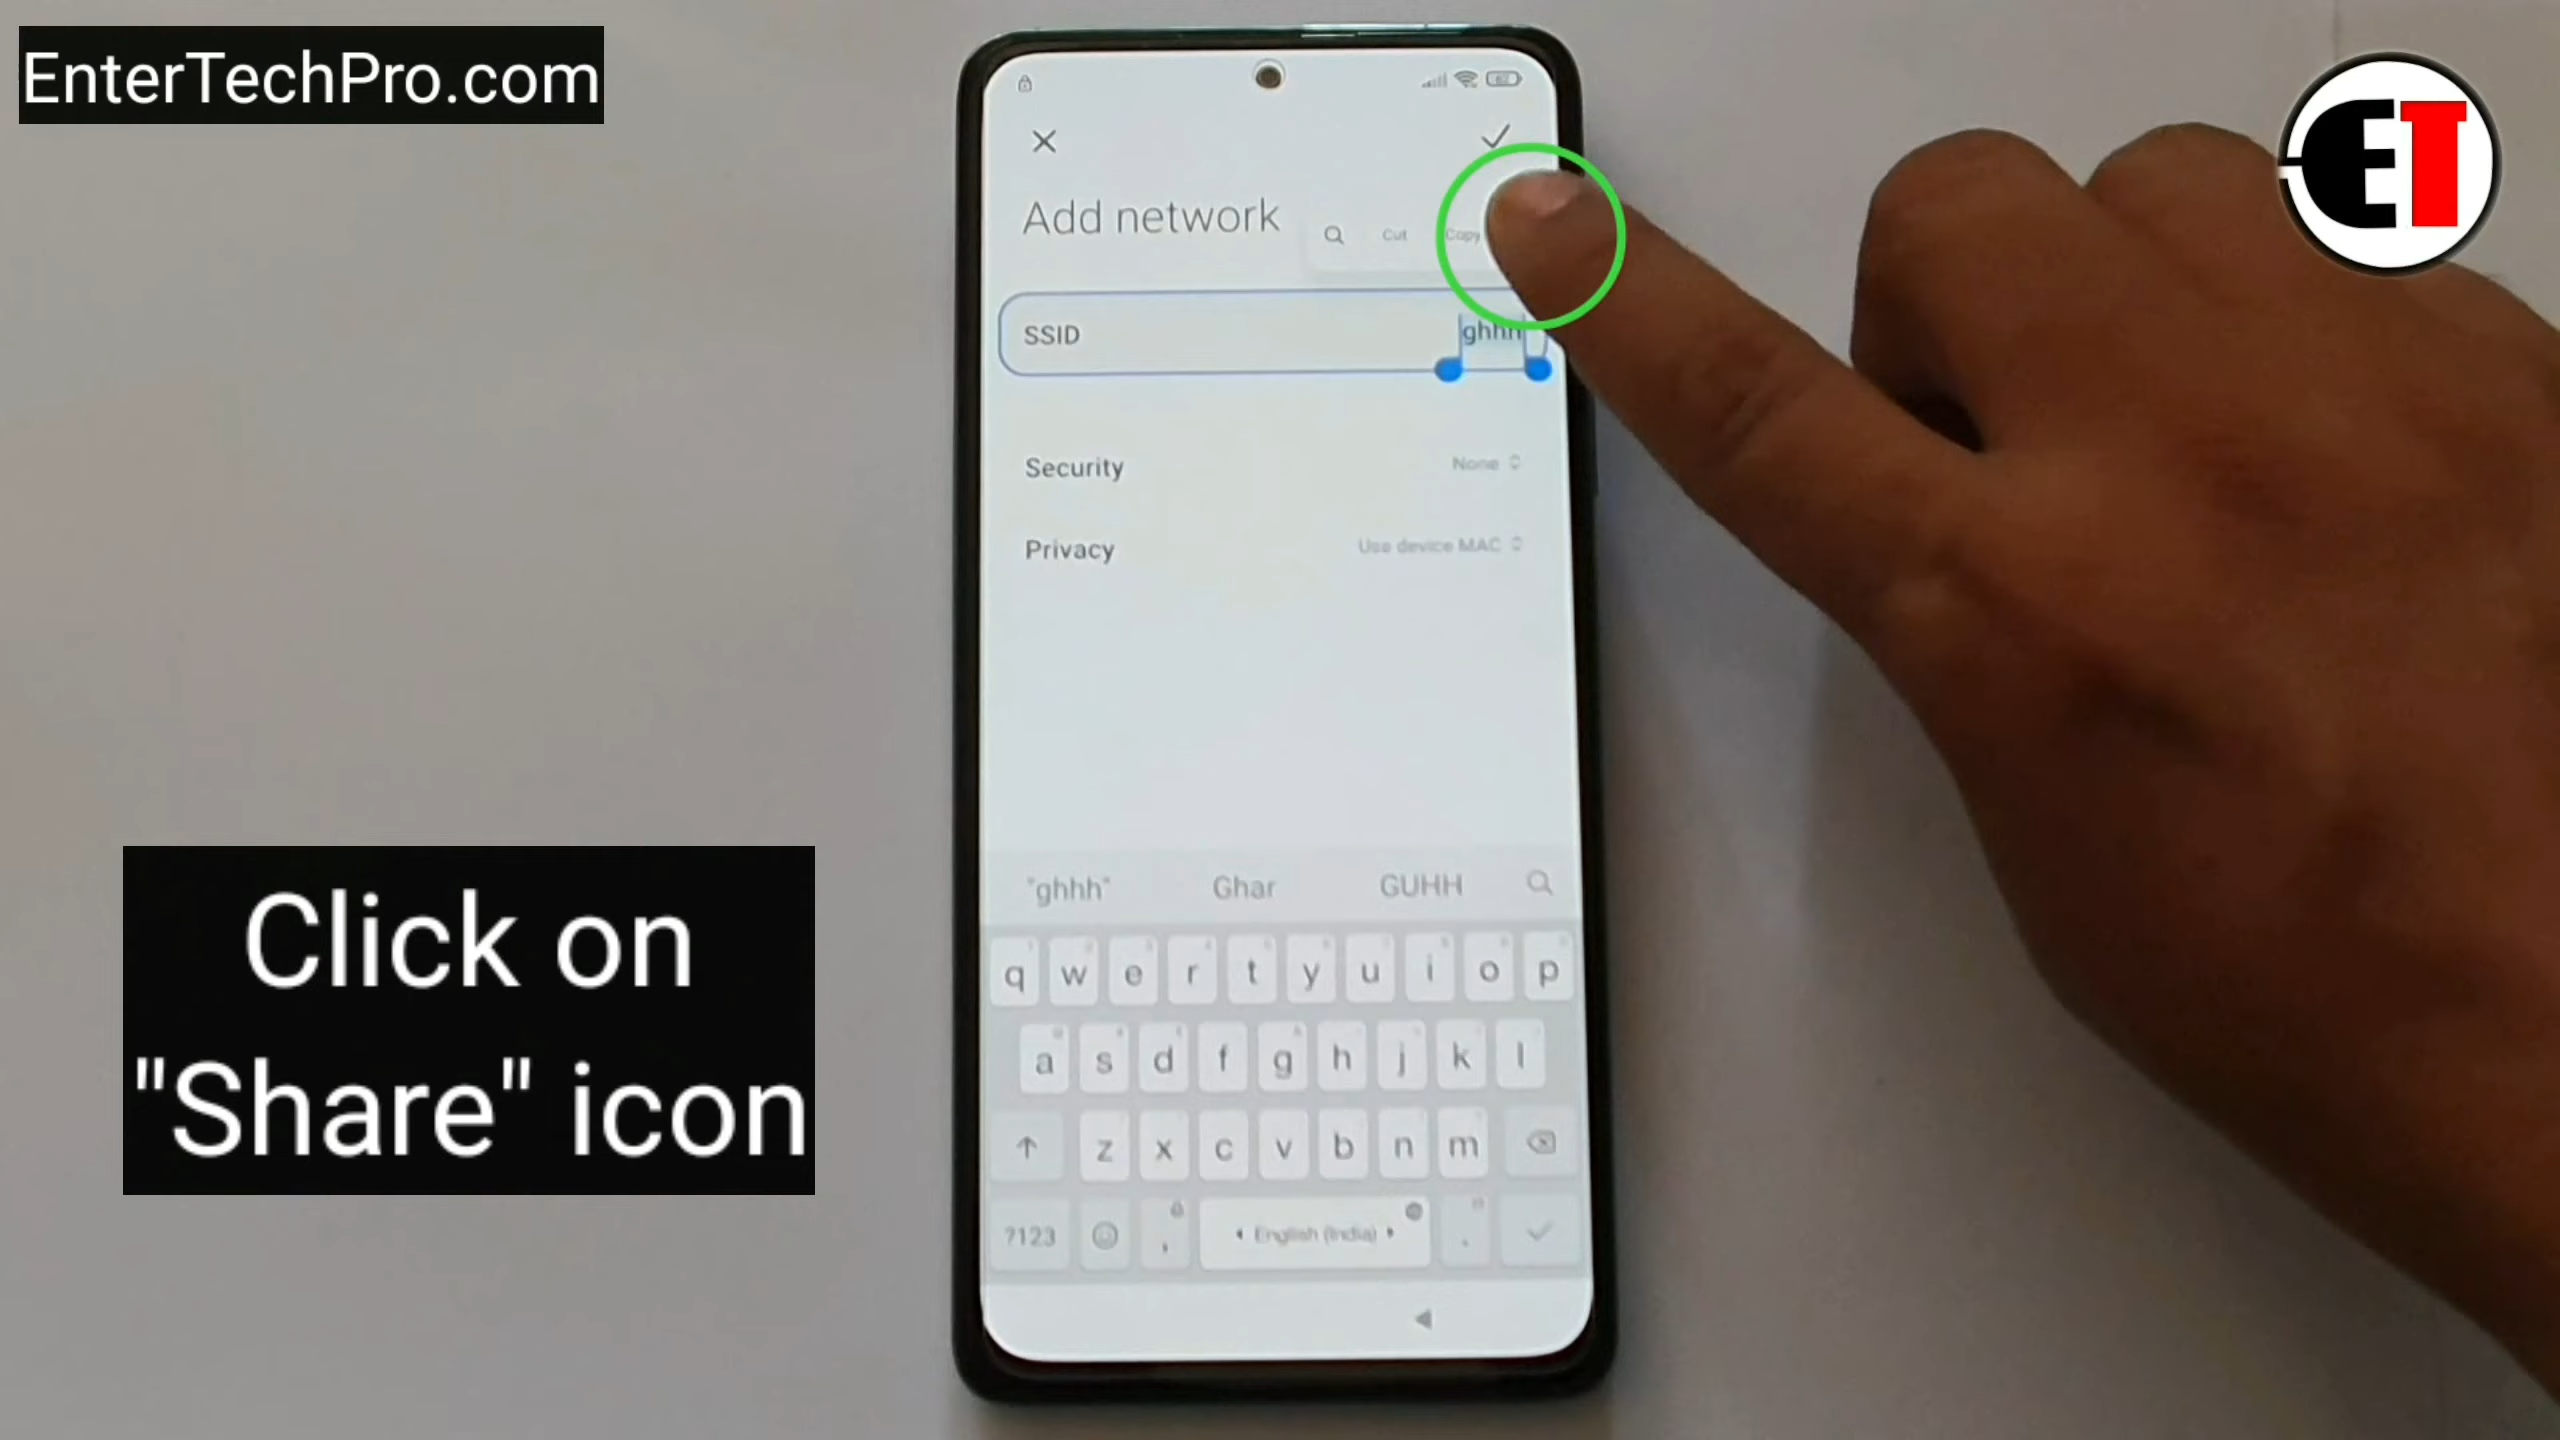 EnterTechPro.com
ET
Add network
Cut Copy
SSID ghhh
Security None
Privacy Use device MAC
"ghhh" Ghar GUHH
q w e r t y u i o p
a s d f g h j k l
z x c v b n m
?123 , English (India) .
Click on
"Share" icon